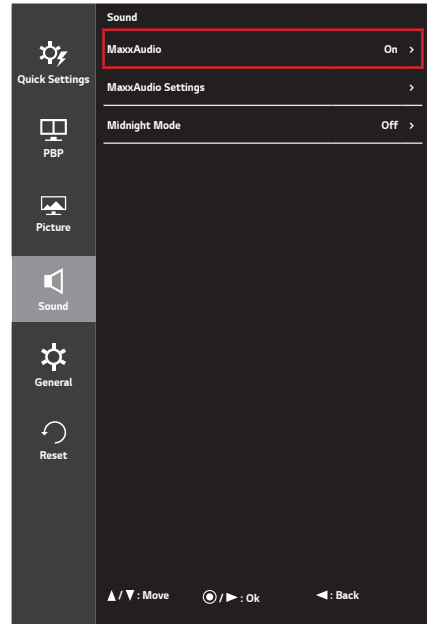 Sound
MaxxAudio On >
Quick Settings
MaxxAudio Settings >
Midnight Mode Off >
PBP
Picture
Sound
General
Reset
▲/▼: Move ◉/►: Ok ◄: Back